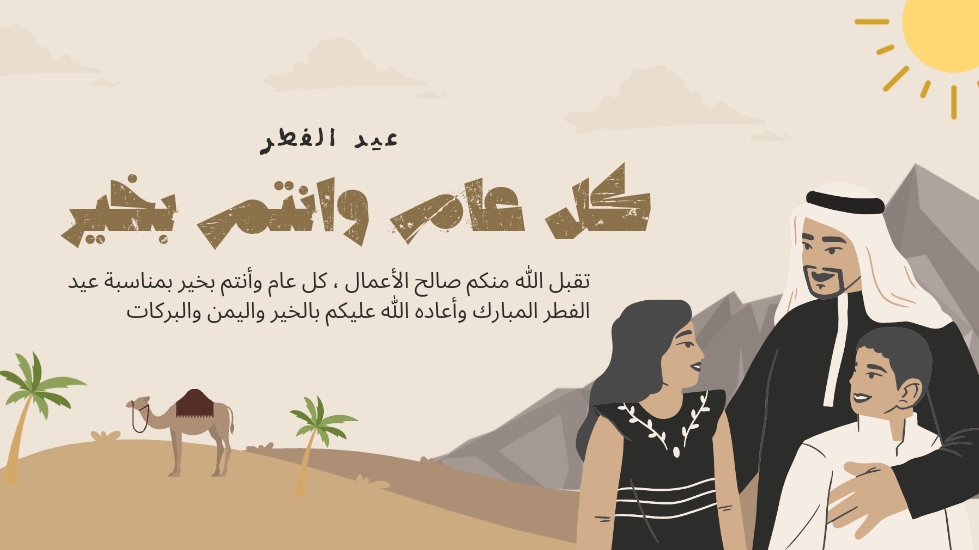 عيد الفطر
كل عام وانتم بخير
تقبل الله منكم صالح الأعمال ، كل عام وأنتم بخير بمناسبة عيد
الفطر المبارك وأعاده الله عليكم بالخير واليمن والبركات